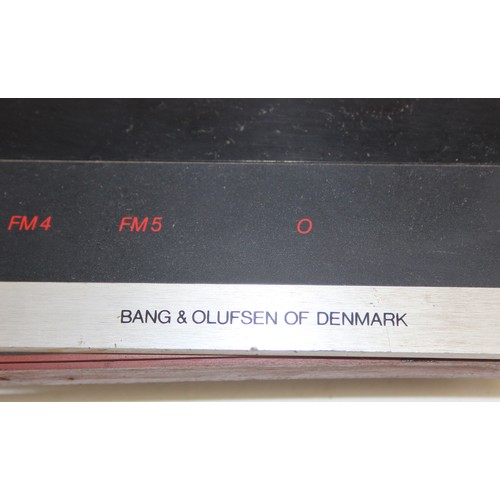 FM4 FM5 O
BANG & OLUFSEN OF DENMARK